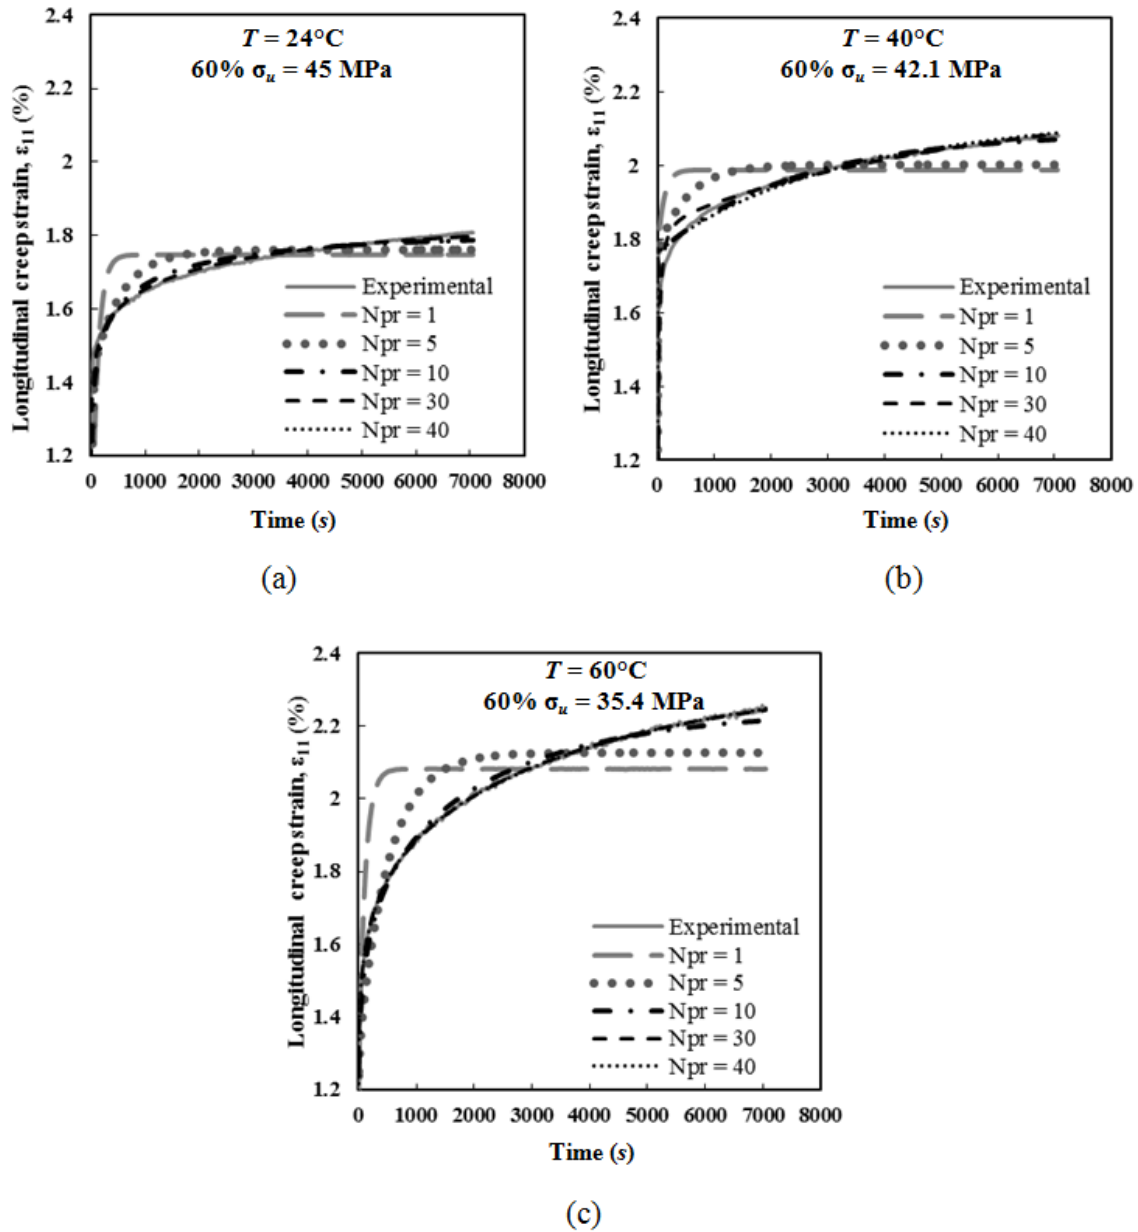 T = 24°C
60% σu = 45 MPa
Longitudinal creep strain, ε11 (%)
2.4
2.2
2
1.8
1.6
1.4
1.2
Experimental
Npr = 1
Npr = 5
Npr = 10
Npr = 30
Npr = 40
0 1000 2000 3000 4000 5000 6000 7000 8000
Time (s)
(a)
T = 40°C
60% σu = 42.1 MPa
Longitudinal creep strain, ε11 (%)
2.4
2.2
2
1.8
1.6
1.4
1.2
Experimental
Npr = 1
Npr = 5
Npr = 10
Npr = 30
Npr = 40
0 1000 2000 3000 4000 5000 6000 7000 8000
Time (s)
(b)
T = 60°C
60% σu = 35.4 MPa
Longitudinal creep strain, ε11 (%)
2.4
2.2
2
1.8
1.6
1.4
1.2
Experimental
Npr = 1
Npr = 5
Npr = 10
Npr = 30
Npr = 40
0 1000 2000 3000 4000 5000 6000 7000 8000
Time (s)
(c)